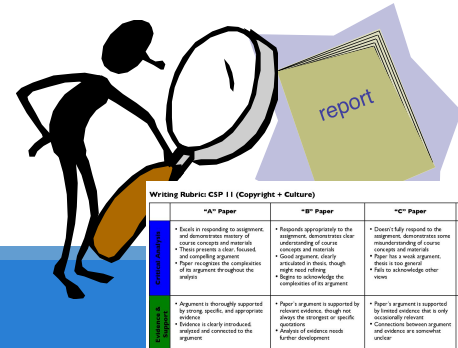 report
Writing Rubric: CSP 11 (Copyright + Culture)
"A" Paper
"B" Paper
"C" Paper
Critical Analysis
• Excels in responding to assignment,
and demonstrates mastery of
course concepts and materials
• Thesis presents a clear, focused,
and compelling argument
• Paper recognizes the complexities
of its argument throughout the
analysis
• Responds appropriately to the
assignment, demonstrates clear
understanding of course
concepts and materials
• Good argument, clearly
articulated in thesis, though
might need refining
• Begins to acknowledge the
complexities of its argument
• Doesn't fully respond to the
assignment, demonstrates some
misunderstanding of course
concepts and materials
• Paper has a weak argument,
thesis is too general
• Fails to acknowledge other
views
Evidence &
Support
• Argument is thoroughly supported
by strong, specific, and appropriate
evidence
• Evidence is clearly introduced,
analyzed and connected to the
argument
• Paper's argument is supported by
relevant evidence, though not
always the strongest or specific
quotations
• Analysis of evidence needs
further development
• Paper's argument is supported
by limited evidence that is only
occasionally relevant
• Connections between argument
and evidence are somewhat
unclear